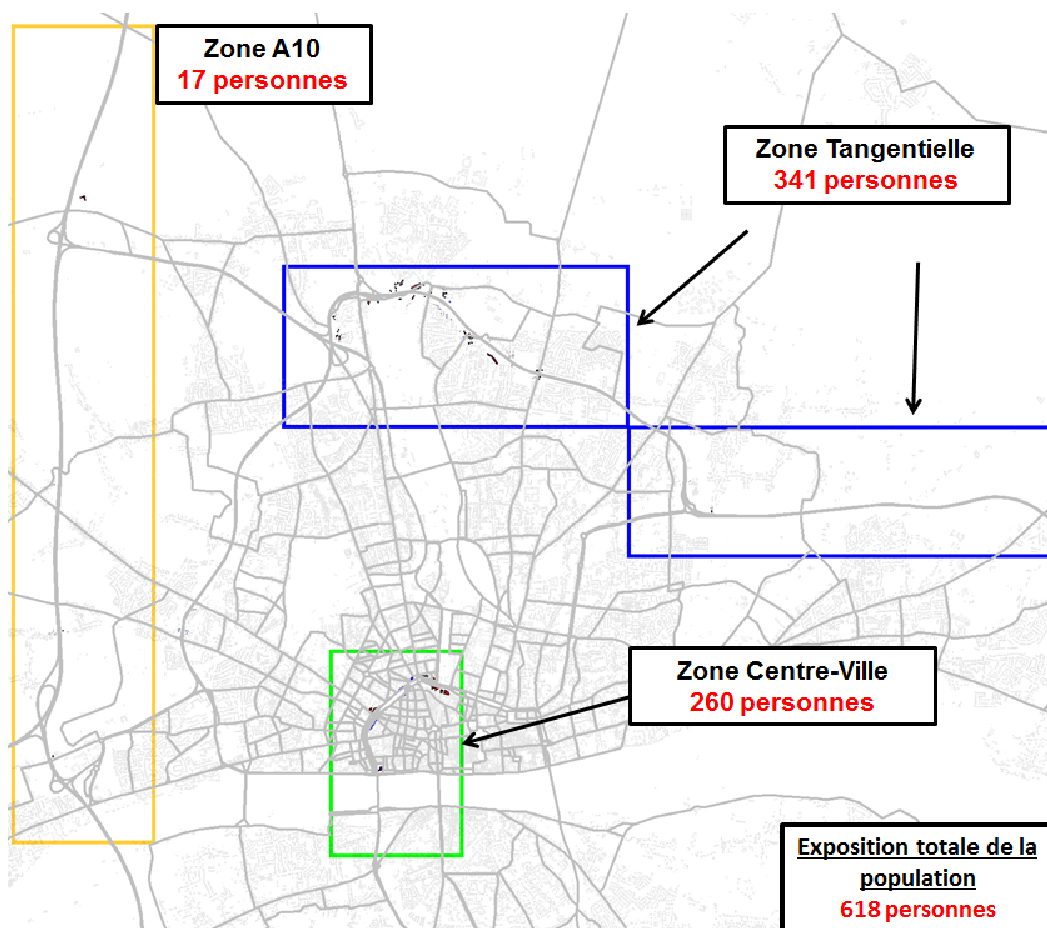 Zone A10
17 personnes
Zone Tangentielle
341 personnes
Zone Centre-Ville
260 personnes
Exposition totale de la
population
618 personnes